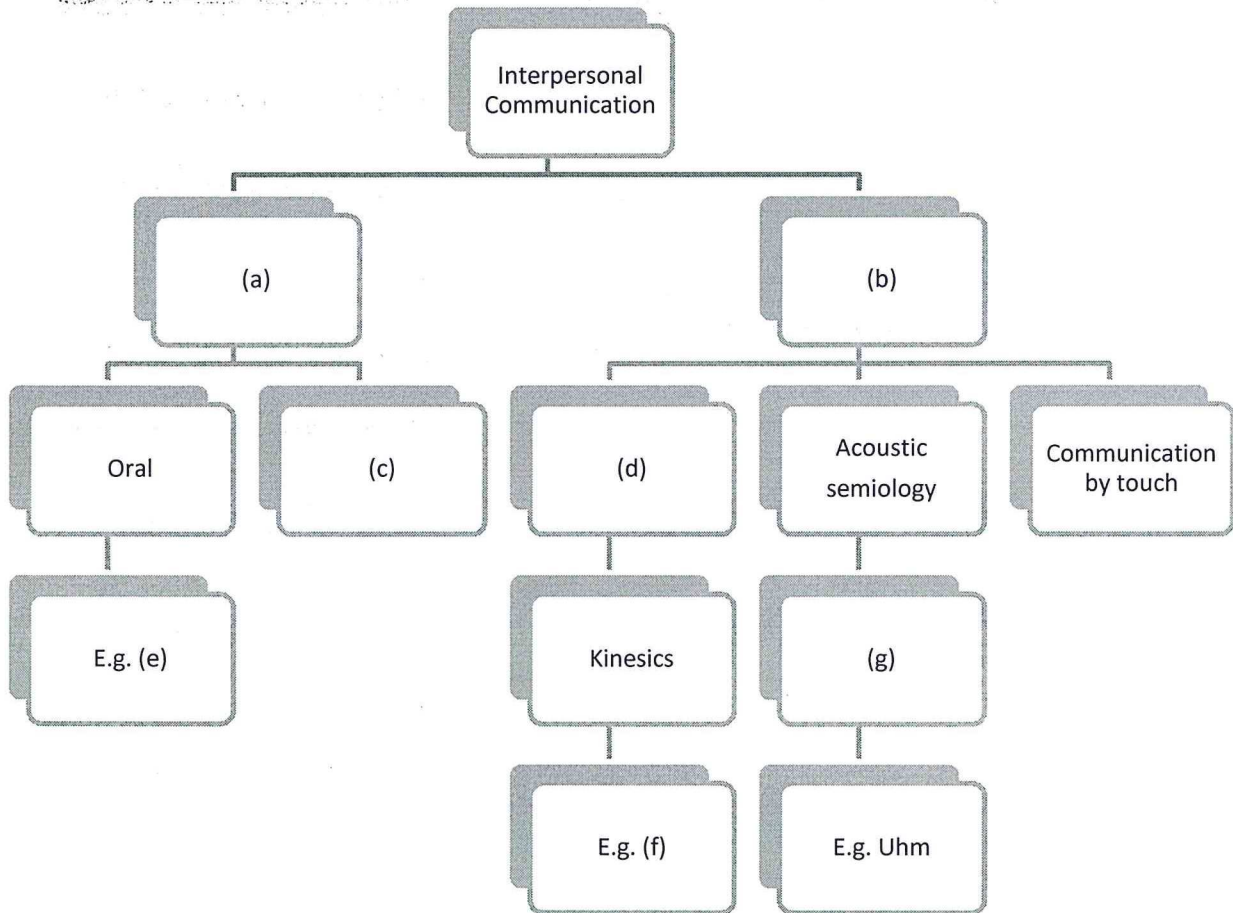 Interpersonal
Communication
(a)
(b)
Oral
(c)
(d)
Acoustic
semiology
Communication
by touch
E.g. (e)
Kinesics
(g)
E.g. (f)
E.g. Uhm